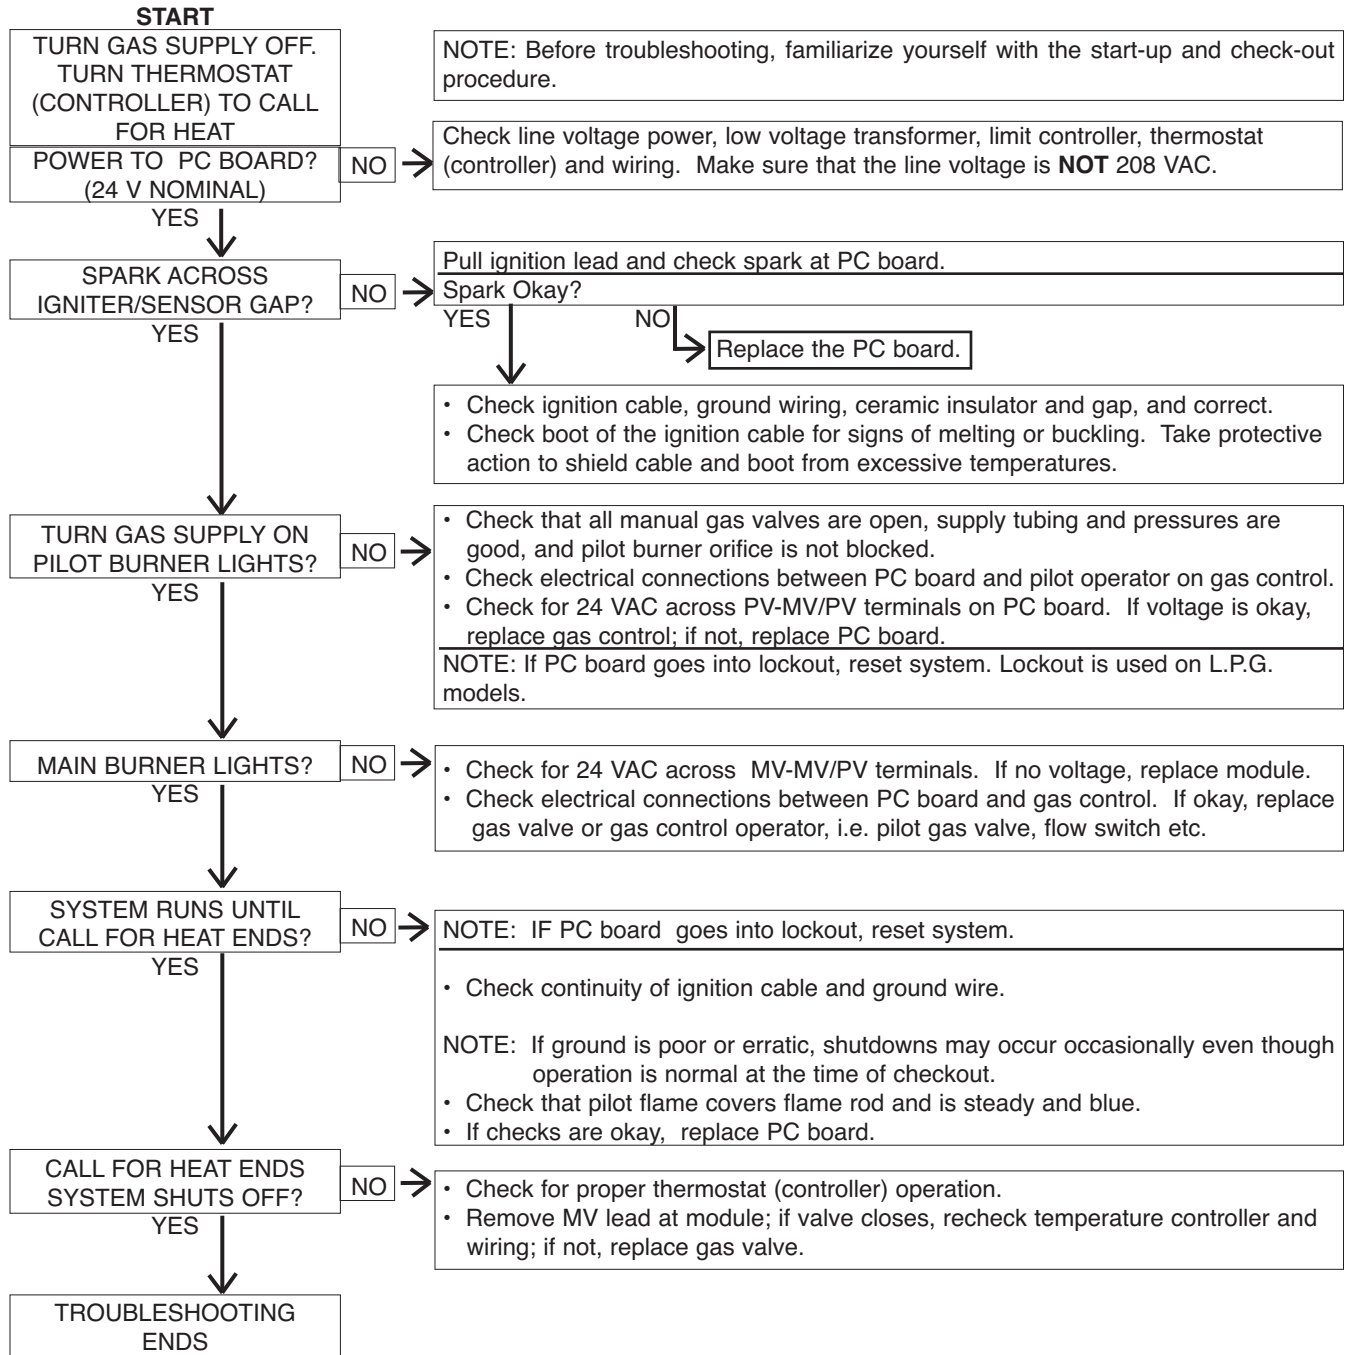 START
TURN GAS SUPPLY OFF.
TURN THERMOSTAT
(CONTROLLER) TO CALL
FOR HEAT
NOTE: Before troubleshooting, familiarize yourself with the start-up and check-out
procedure.
POWER TO PC BOARD?
(24 V NOMINAL)
NO
Check line voltage power, low voltage transformer, limit controller, thermostat
(controller) and wiring. Make sure that the line voltage is NOT 208 VAC.
YES
SPARK ACROSS
IGNITER/SENSOR GAP?
NO
Pull ignition lead and check spark at PC board.
Spark Okay?
YES
NO
Replace the PC board.
• Check ignition cable, ground wiring, ceramic insulator and gap, and correct.
• Check boot of the ignition cable for signs of melting or buckling. Take protective
action to shield cable and boot from excessive temperatures.
YES
TURN GAS SUPPLY ON
PILOT BURNER LIGHTS?
NO
• Check that all manual gas valves are open, supply tubing and pressures are
good, and pilot burner orifice is not blocked.
• Check electrical connections between PC board and pilot operator on gas control.
• Check for 24 VAC across PV-MV/PV terminals on PC board. If voltage is okay,
replace gas control; if not, replace PC board.
NOTE: If PC board goes into lockout, reset system. Lockout is used on L.P.G.
models.
YES
MAIN BURNER LIGHTS?
NO
• Check for 24 VAC across MV-MV/PV terminals. If no voltage, replace module.
• Check electrical connections between PC board and gas control. If okay, replace
gas valve or gas control operator, i.e. pilot gas valve, flow switch etc.
YES
SYSTEM RUNS UNTIL
CALL FOR HEAT ENDS?
NO
NOTE: IF PC board goes into lockout, reset system.
• Check continuity of ignition cable and ground wire.
NOTE: If ground is poor or erratic, shutdowns may occur occasionally even though
operation is normal at the time of checkout.
• Check that pilot flame covers flame rod and is steady and blue.
• If checks are okay, replace PC board.
YES
CALL FOR HEAT ENDS
SYSTEM SHUTS OFF?
NO
• Check for proper thermostat (controller) operation.
• Remove MV lead at module; if valve closes, recheck temperature controller and
wiring; if not, replace gas valve.
YES
TROUBLESHOOTING
ENDS